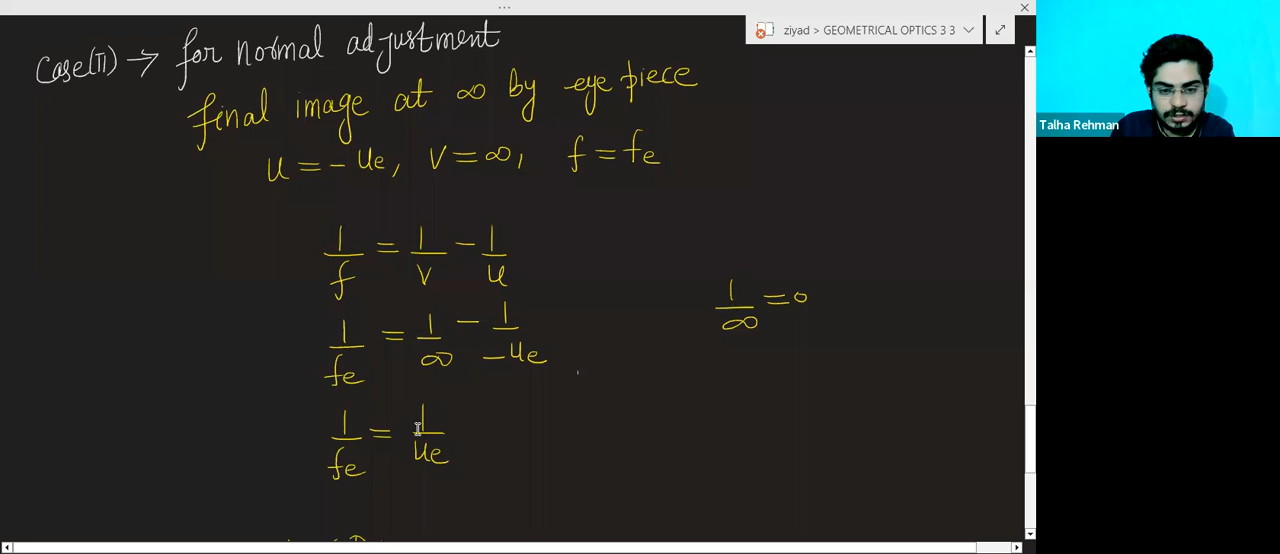 ziyad > GEOMETRICAL OPTICS 3 3
Case(II) → for normal adjustment
final image at ∞ by eye piece
u = - ue, v = ∞, f = fe
1/f = 1/v - 1/u
1/fe = 1/∞ - 1/-ue
1/∞ = 0
1/fe = 1/ue
Talha Rehman